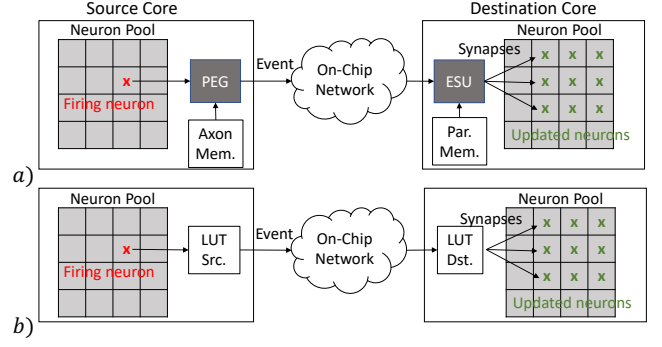 Source Core
Destination Core
Neuron Pool
Neuron Pool
Event
Synapses
x
PEG
On-Chip
Network
ESU
x x x
x x x
x x x
Firing neuron
Axon
Mem.
Par.
Mem.
Updated neurons
a)
Neuron Pool
Neuron Pool
Event
Synapses
x
LUT
Src.
On-Chip
Network
LUT
Dst.
x x x
x x x
x x x
Firing neuron
Updated neurons
b)